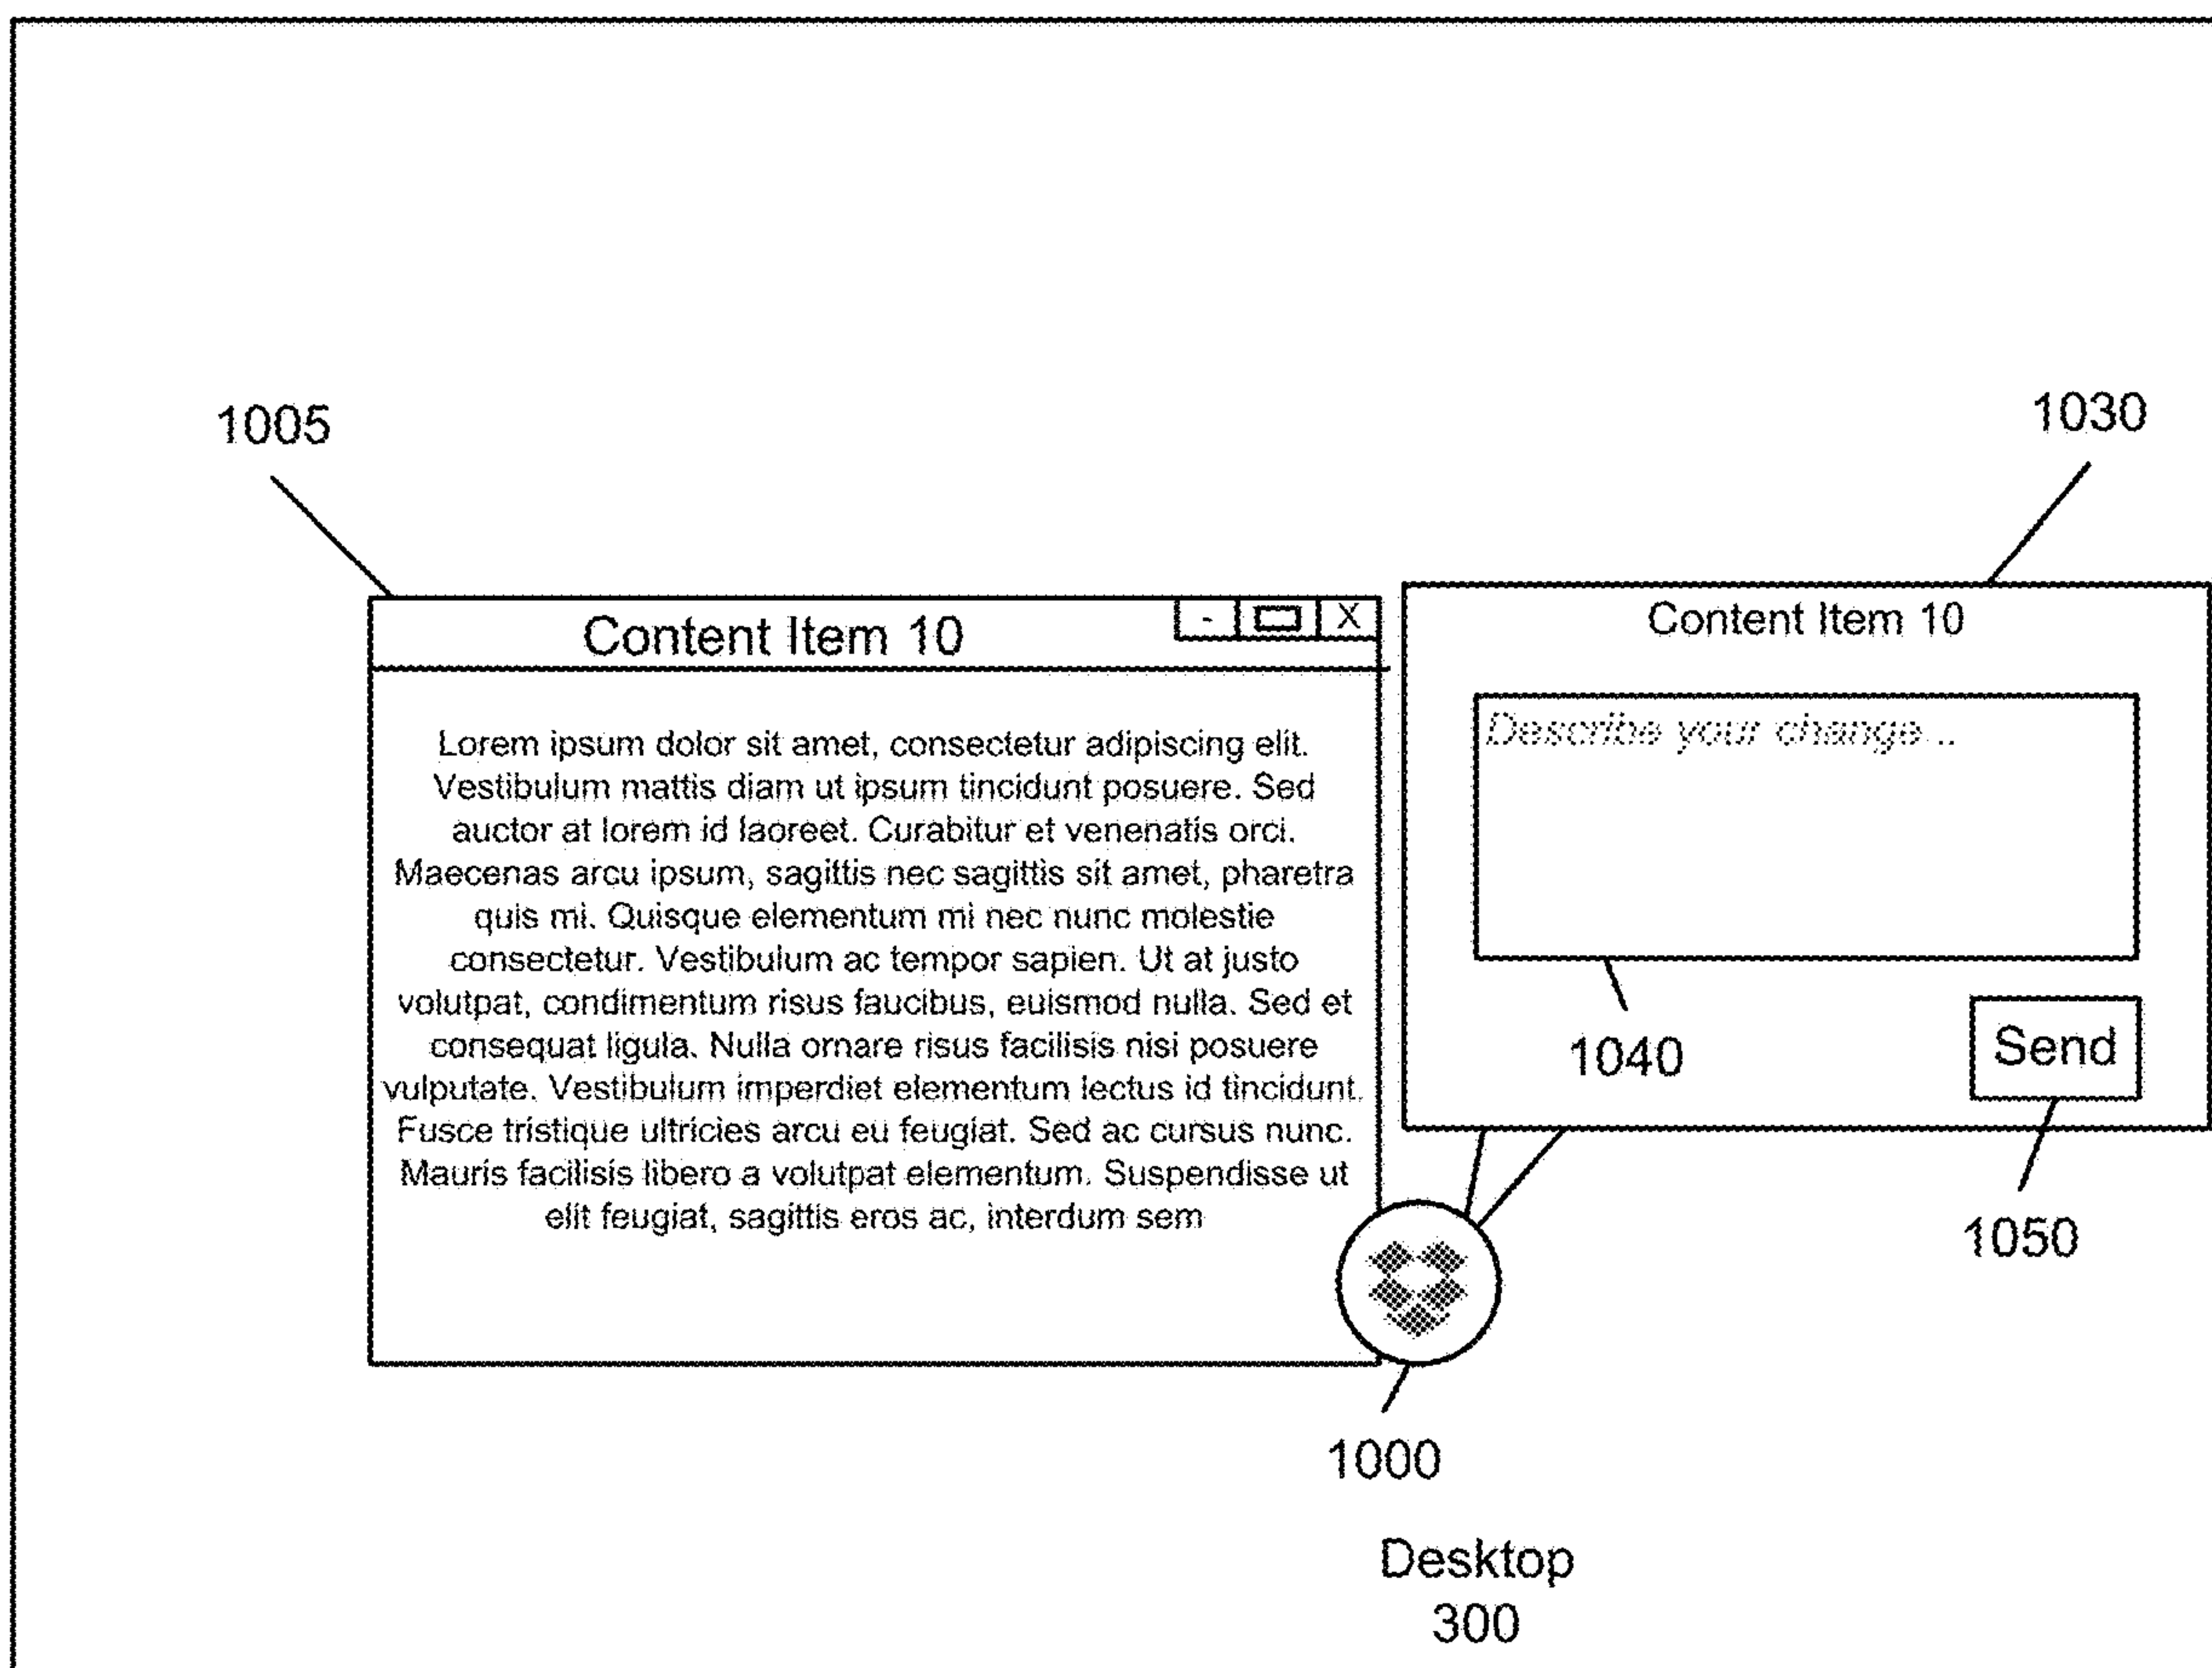 1005
1030
Content Item 10
- X
Lorem ipsum dolor sit amet, consectetur adipiscing elit.
Vestibulum mattis diam ut ipsum tincidunt posuere. Sed
auctor at lorem id laoreet. Curabitur et venenatis orci.
Maecenas arcu ipsum, sagittis nec sagittis sit amet, pharetra
quis mi. Quisque elementum mi nec nunc molestie
consectetur. Vestibulum ac tempor sapien. Ut at justo
volutpat, condimentum risus faucibus, euismod nulla. Sed et
consequat ligula. Nulla ornare risus facilisis nisi posuere
vulputate. Vestibulum imperdiet elementum lectus id tincidunt.
Fusce tristique ultricies arcu eu feugiat. Sed ac cursus nunc.
Mauris facilisis libero a volutpat elementum. Suspendisse ut
elit feugiat, sagittis eros ac, interdum sem
Content Item 10
Describe your change...
1040
Send
1050
1000
Desktop
300